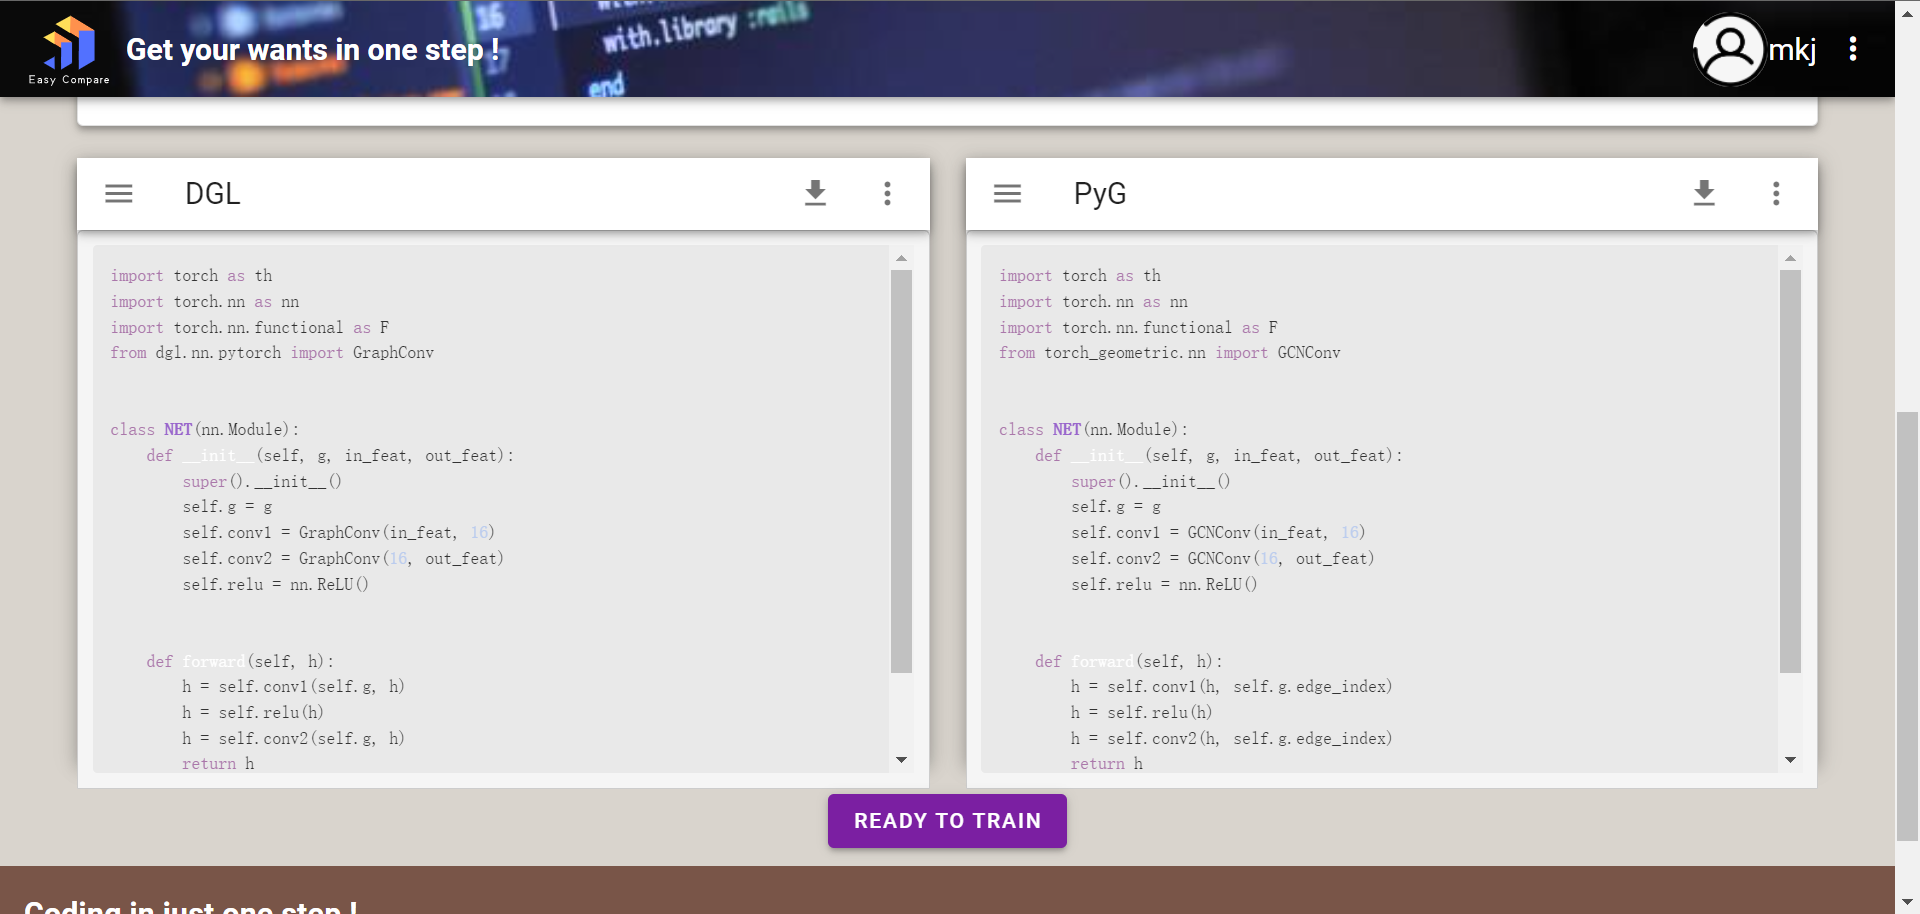 16
with.library :rails
17
end
Easy Compare
Get your wants in one step !
mkj
DGL
import torch as th
import torch.nn as nn
import torch.nn.functional as F
from dgl.nn.pytorch import GraphConv
class NET(nn.Module):
    def __init__(self, g, in_feat, out_feat):
        super().__init__()
        self.g = g
        self.conv1 = GraphConv(in_feat, 16)
        self.conv2 = GraphConv(16, out_feat)
        self.relu = nn.ReLU()
    def forward(self, h):
        h = self.conv1(self.g, h)
        h = self.relu(h)
        h = self.conv2(self.g, h)
        return h
PyG
import torch as th
import torch.nn as nn
import torch.nn.functional as F
from torch_geometric.nn import GCNConv
class NET(nn.Module):
    def __init__(self, g, in_feat, out_feat):
        super().__init__()
        self.g = g
        self.conv1 = GCNConv(in_feat, 16)
        self.conv2 = GCNConv(16, out_feat)
        self.relu = nn.ReLU()
    def forward(self, h):
        h = self.conv1(h, self.g.edge_index)
        h = self.relu(h)
        h = self.conv2(h, self.g.edge_index)
        return h
READY TO TRAIN
Coding in just one step !